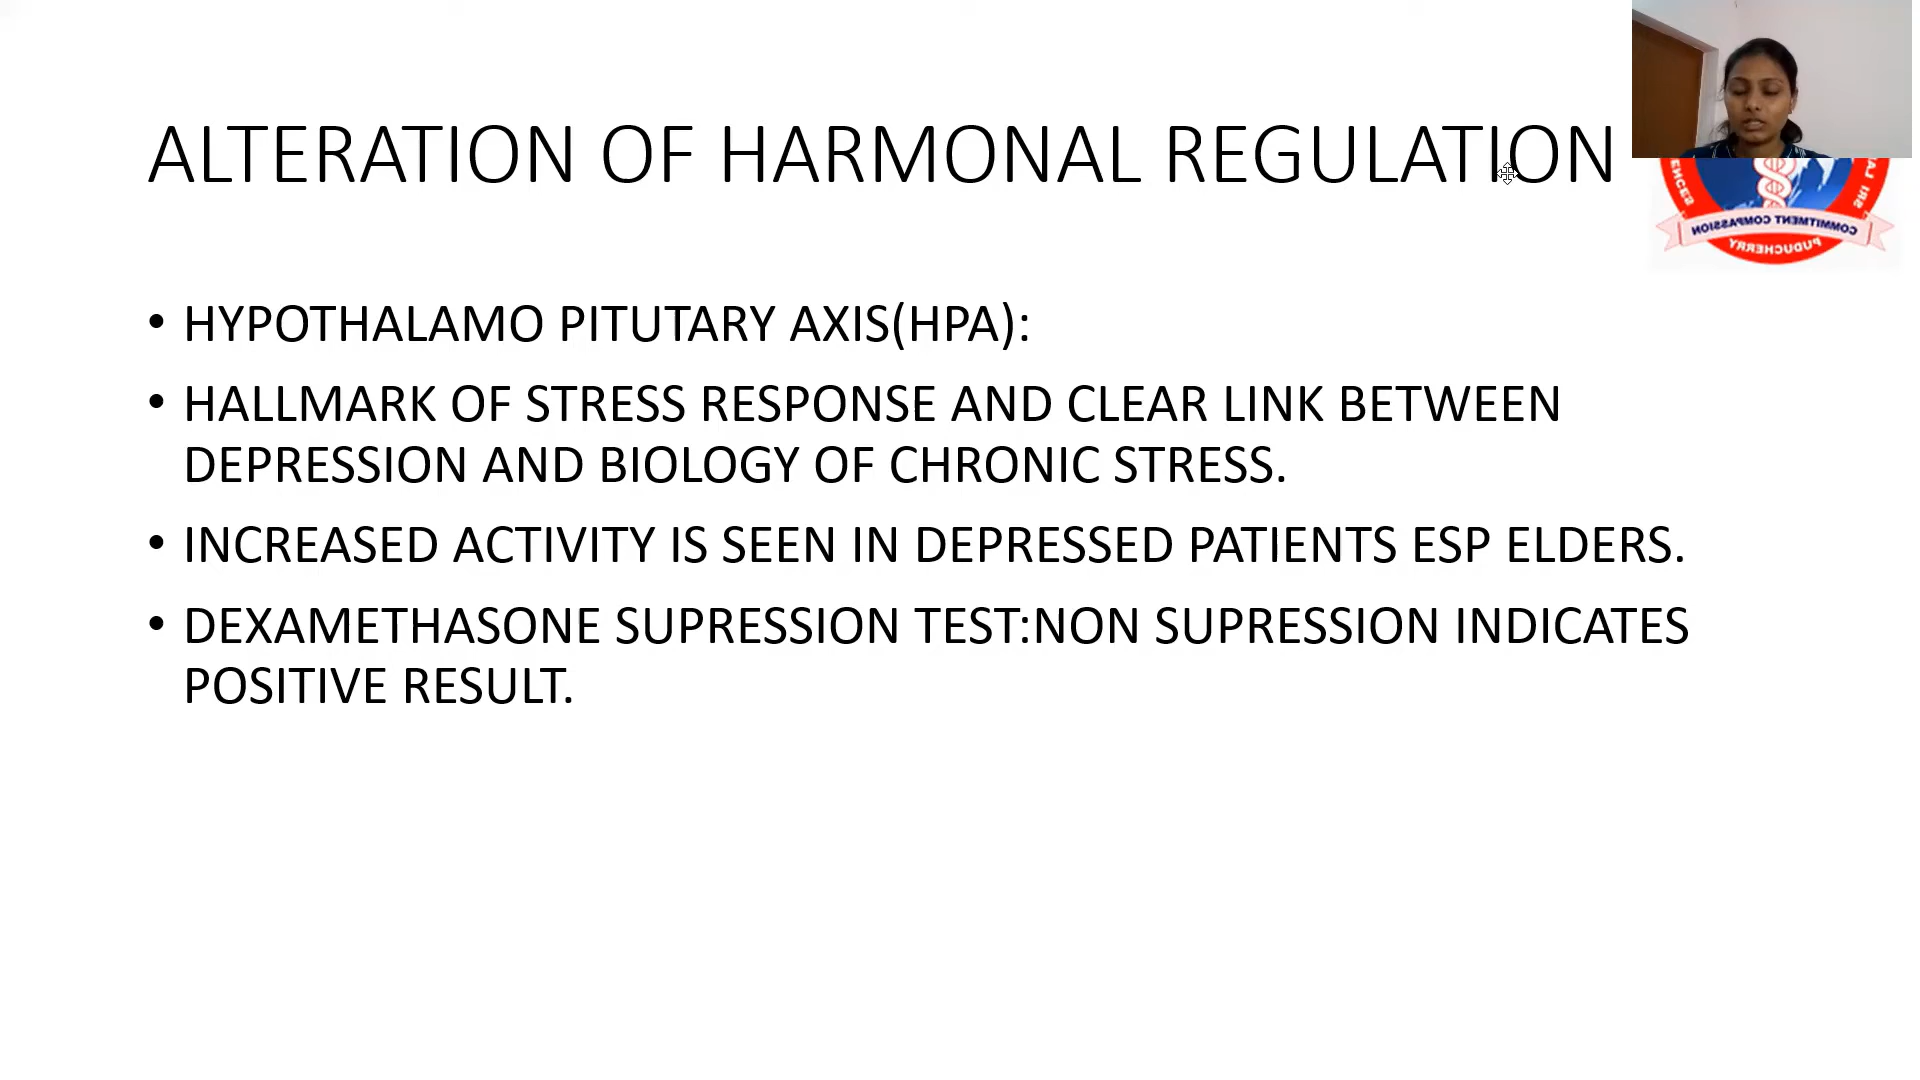 ALTERATION OF HARMONAL REGULATION
• HYPOTHALAMO PITUTARY AXIS(HPA):
• HALLMARK OF STRESS RESPONSE AND CLEAR LINK BETWEEN
DEPRESSION AND BIOLOGY OF CHRONIC STRESS.
• INCREASED ACTIVITY IS SEEN IN DEPRESSED PATIENTS ESP ELDERS.
• DEXAMETHASONE SUPRESSION TEST:NON SUPRESSION INDICATES
POSITIVE RESULT.
COMMITMENT COMPASSION
PUDUCHERRY